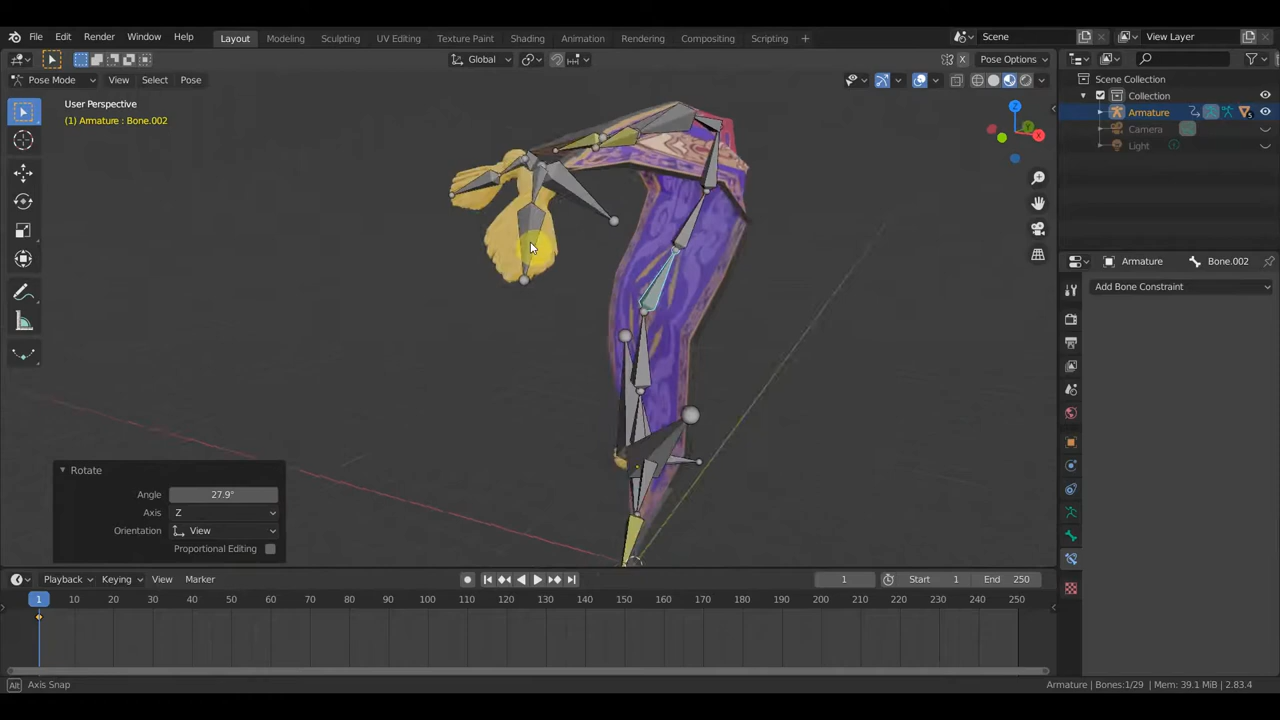 File Edit Render Window Help Layout Modeling Sculpting UV Editing Texture Paint Shading Animation Rendering Compositing Scripting + Scene View Layer
Global X Pose Options
Pose Mode View Select Pose
Scene Collection
Collection
Armature
Camera
Light
User Perspective
(1) Armature : Bone.002
Z
Y
X
Armature Bone.002
Add Bone Constraint
Rotate
Angle 27.9°
Axis Z
Orientation View
Proportional Editing
Playback Keying View Marker 1 Start 1 End 250
1 10 20 30 40 50 60 70 80 90 100 110 120 130 140 150 160 170 180 190 200 210 220 230 240 250
Alt Axis Snap Armature | Bones:1/29 | Mem: 39.1 MiB | 2.83.4